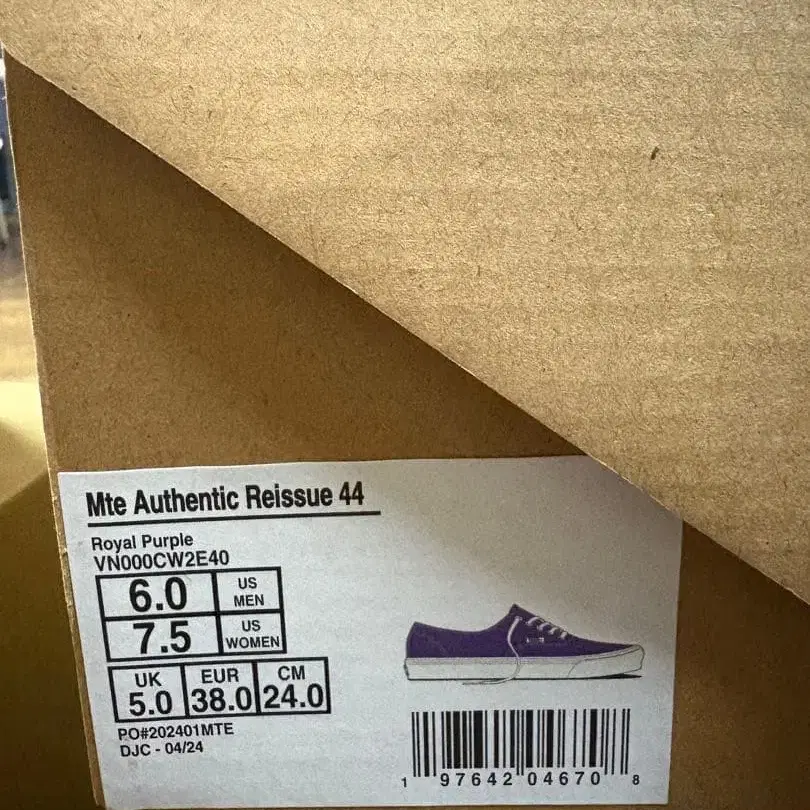 Mte Authentic Reissue 44
Royal Purple
VN000CW2E40
6.0 US MEN
7.5 US WOMEN
UK EUR CM
5.0 38.0 24.0
PO#202401MTE
DJC - 04/24
1 97642 04670 8